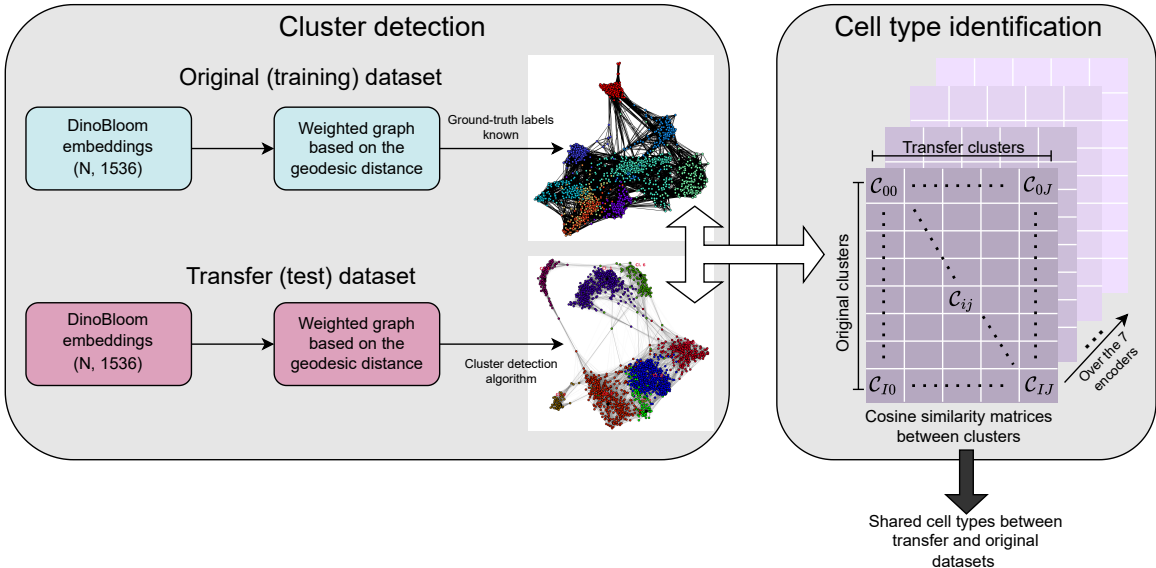 Cluster detection
Original (training) dataset
DinoBloom
embeddings
(N, 1536)
Weighted graph
based on the
geodesic distance
Ground-truth labels
known
Transfer (test) dataset
DinoBloom
embeddings
(N, 1536)
Weighted graph
based on the
geodesic distance
Cluster detection
algorithm
Cell type identification
Transfer clusters
Original clusters
𝒞₀₀
𝒞₀J
𝒞ij
𝒞I0
𝒞IJ
Over the 7
encoders
Cosine similarity matrices
between clusters
Shared cell types between
transfer and original
datasets